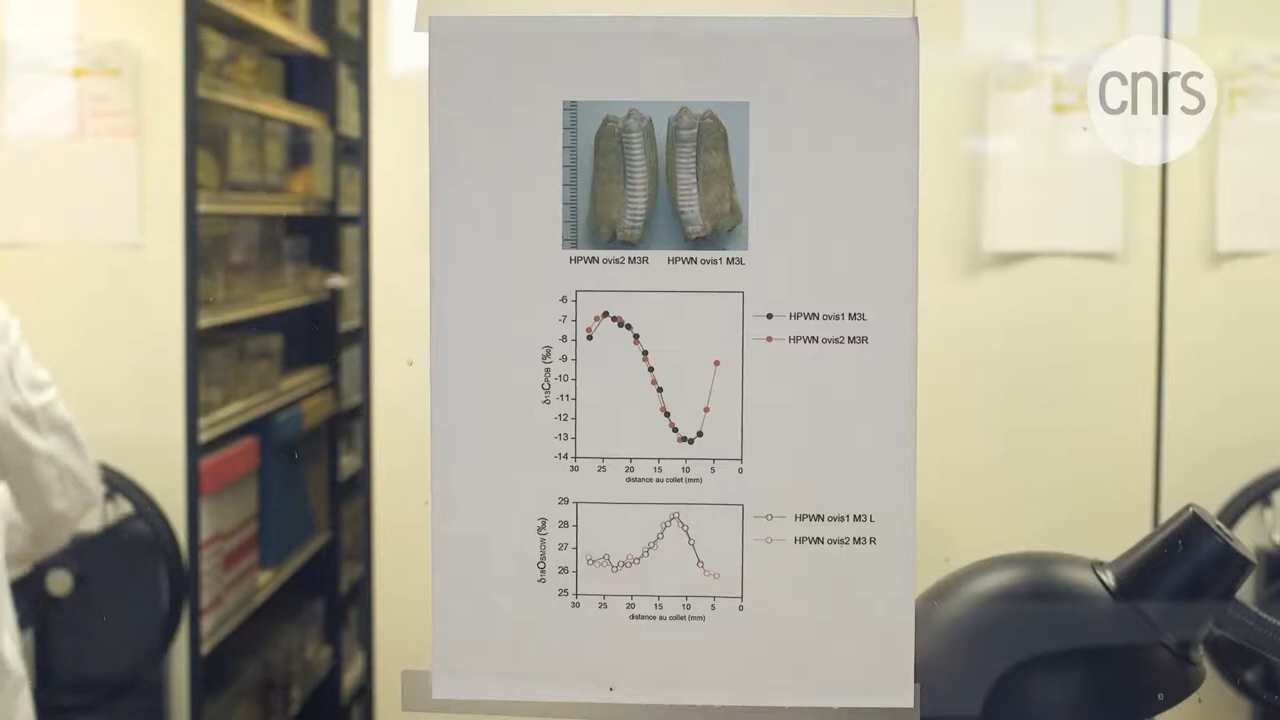 cnrs
HPWN ovis2 M3R HPWN ovis1 M3L
-6
-7
-8
-9
-10
-11
-12
-13
-14
δ13CPDB (‰)
30 25 20 15 10 5 0
distance au collet (mm)
HPWN ovis1 M3L
HPWN ovis2 M3R
29
28
27
26
25
δ18OSMOW (‰)
30 25 20 15 10 5 0
distance au collet (mm)
HPWN ovis1 M3 L
HPWN ovis2 M3 R